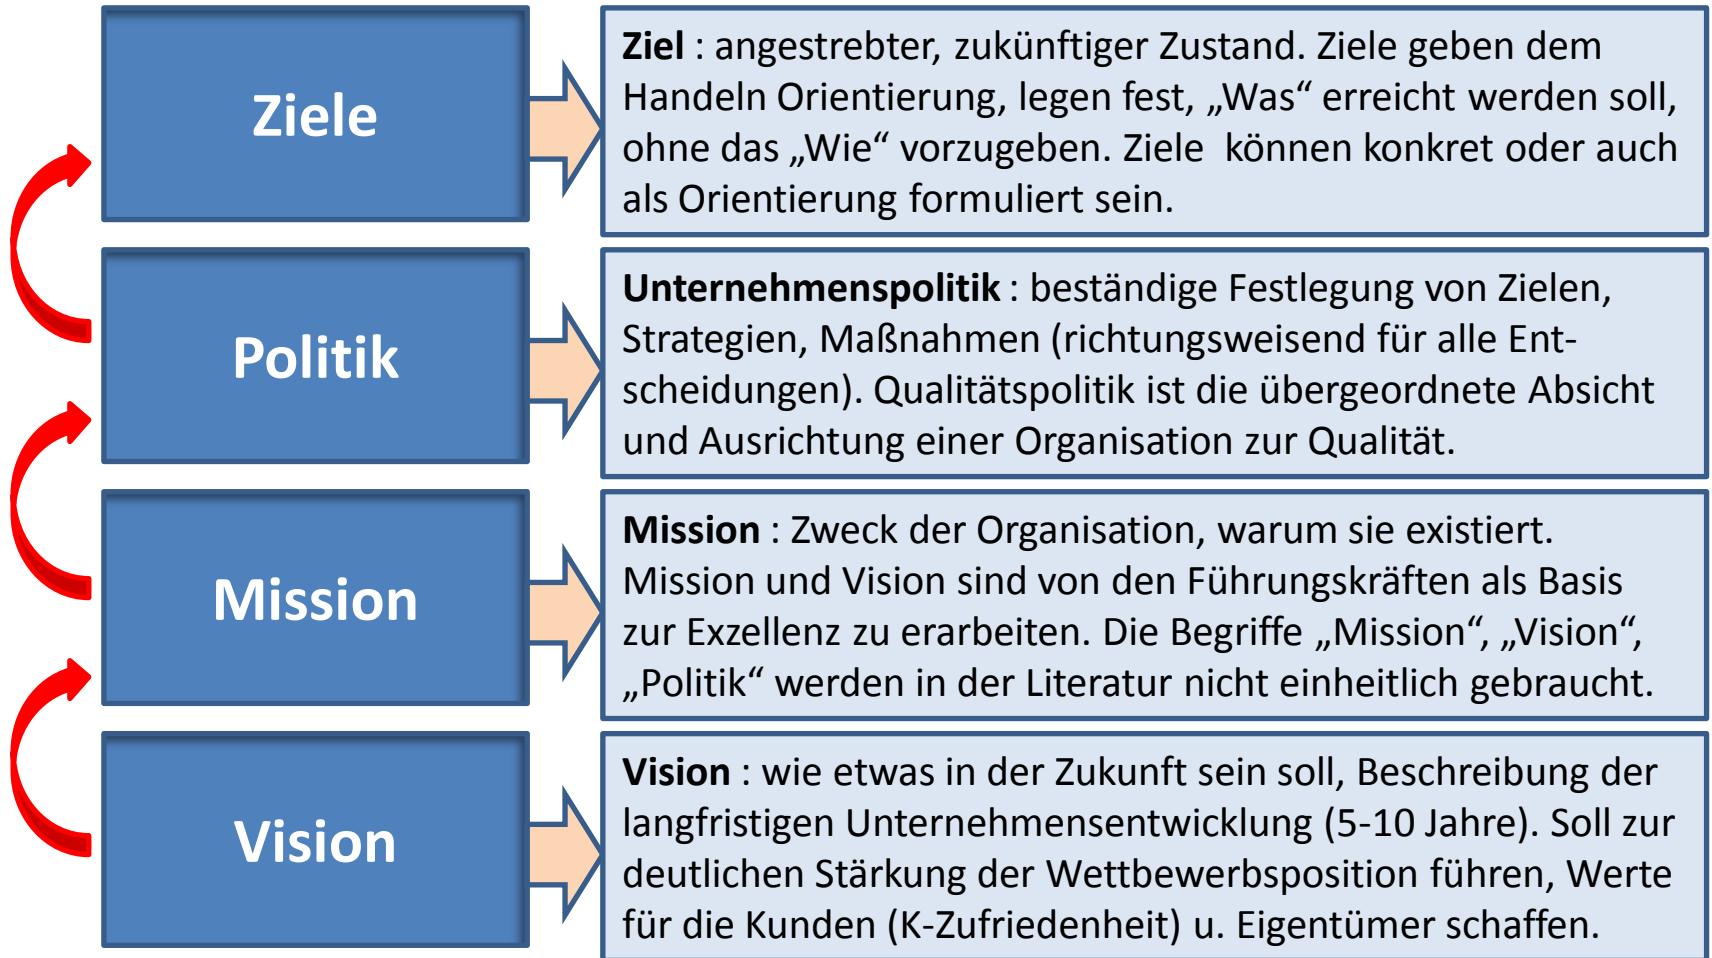 Ziele
Ziel : angestrebter, zukünftiger Zustand. Ziele geben dem
Handeln Orientierung, legen fest, „Was“ erreicht werden soll,
ohne das „Wie“ vorzugeben. Ziele können konkret oder auch
als Orientierung formuliert sein.
Politik
Unternehmenspolitik : beständige Festlegung von Zielen,
Strategien, Maßnahmen (richtungsweisend für alle Ent-
scheidungen). Qualitätspolitik ist die übergeordnete Absicht
und Ausrichtung einer Organisation zur Qualität.
Mission
Mission : Zweck der Organisation, warum sie existiert.
Mission und Vision sind von den Führungskräften als Basis
zur Exzellenz zu erarbeiten. Die Begriffe „Mission“, „Vision“,
„Politik“ werden in der Literatur nicht einheitlich gebraucht.
Vision
Vision : wie etwas in der Zukunft sein soll, Beschreibung der
langfristigen Unternehmensentwicklung (5-10 Jahre). Soll zur
deutlichen Stärkung der Wettbewerbsposition führen, Werte
für die Kunden (K-Zufriedenheit) u. Eigentümer schaffen.